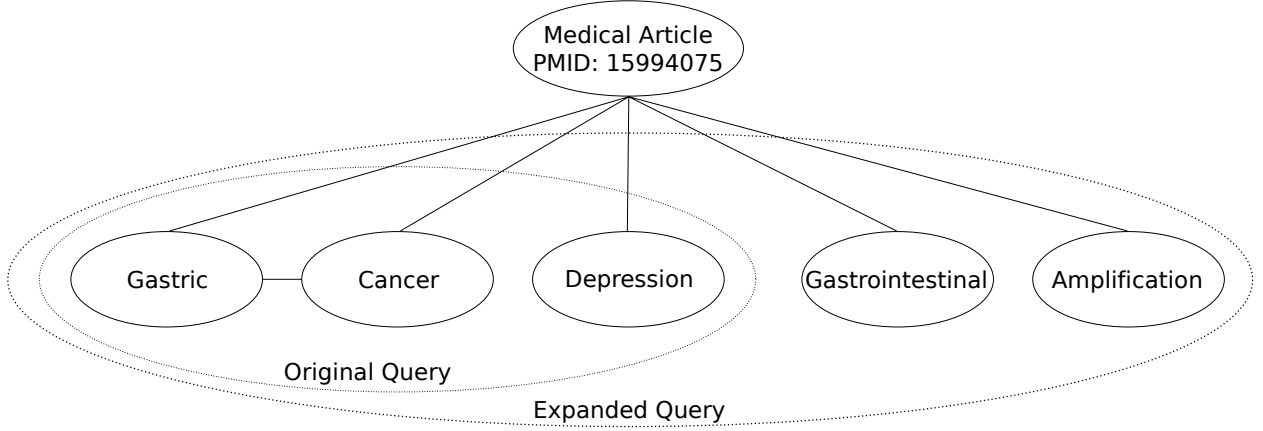 Medical Article
PMID: 15994075
Gastric
Cancer
Depression
Gastrointestinal
Amplification
Original Query
Expanded Query